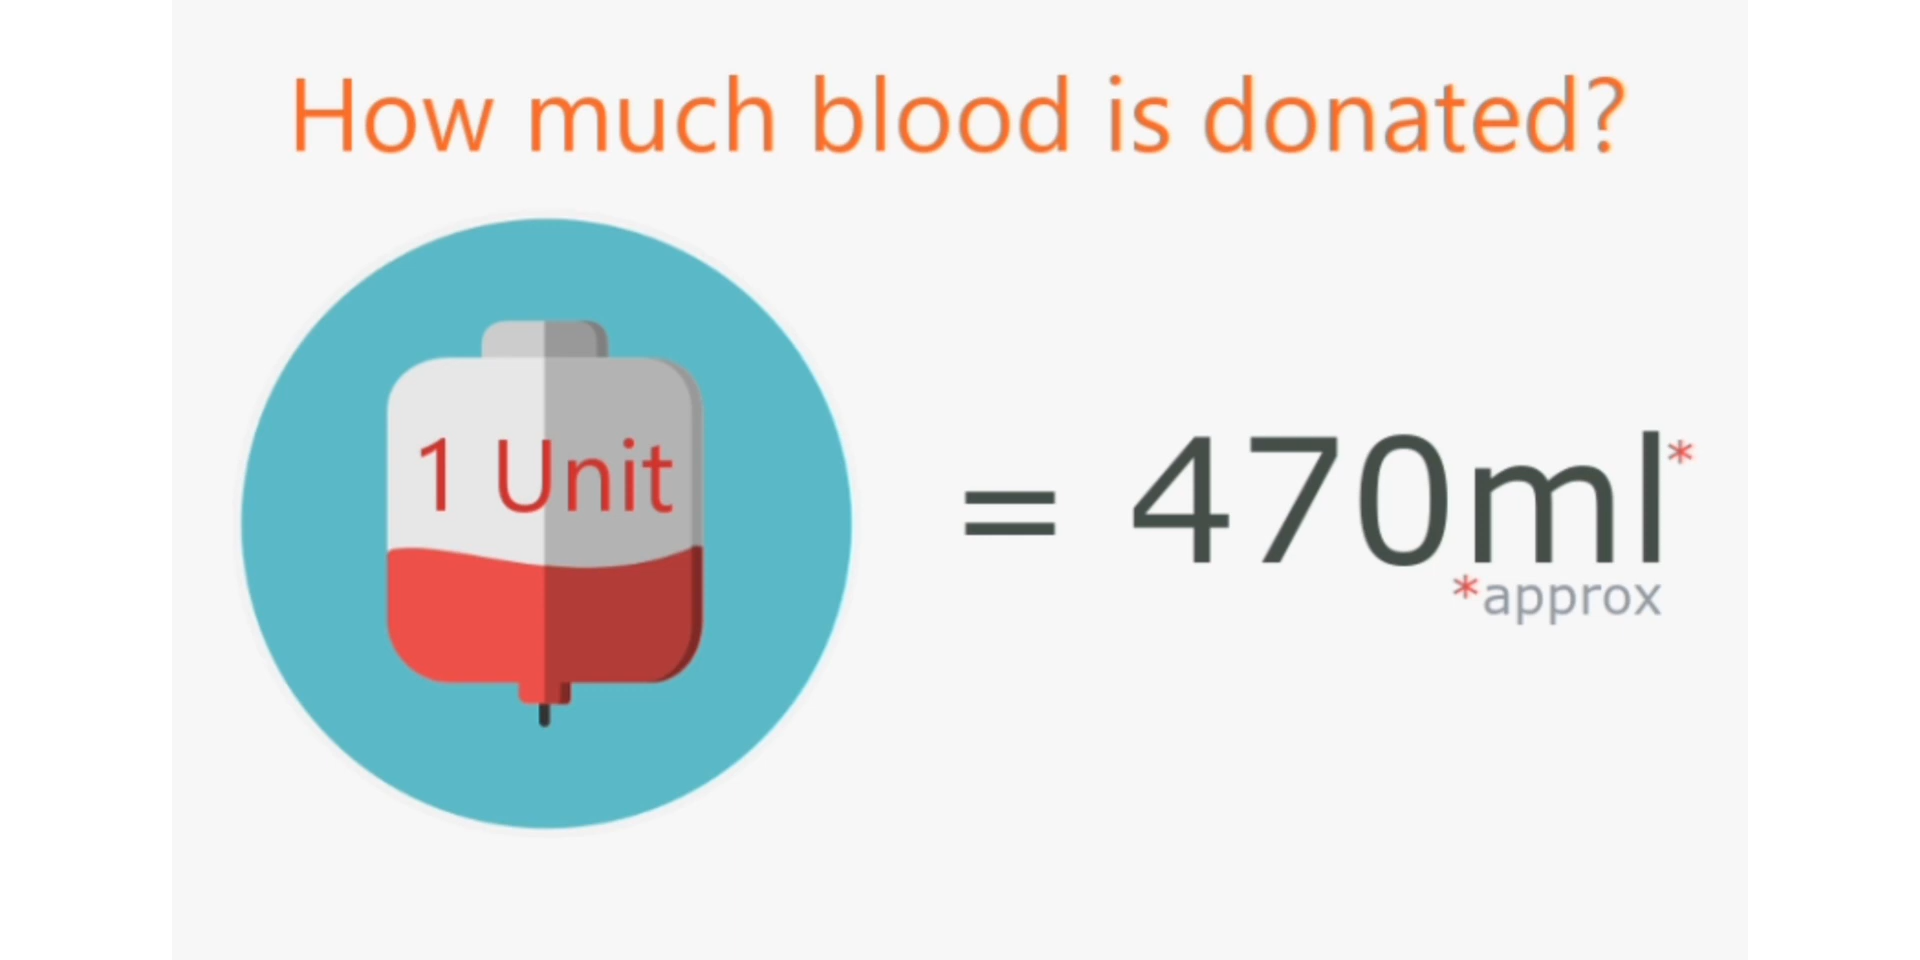 How much blood is donated?
1 Unit
= 470ml*
*approx